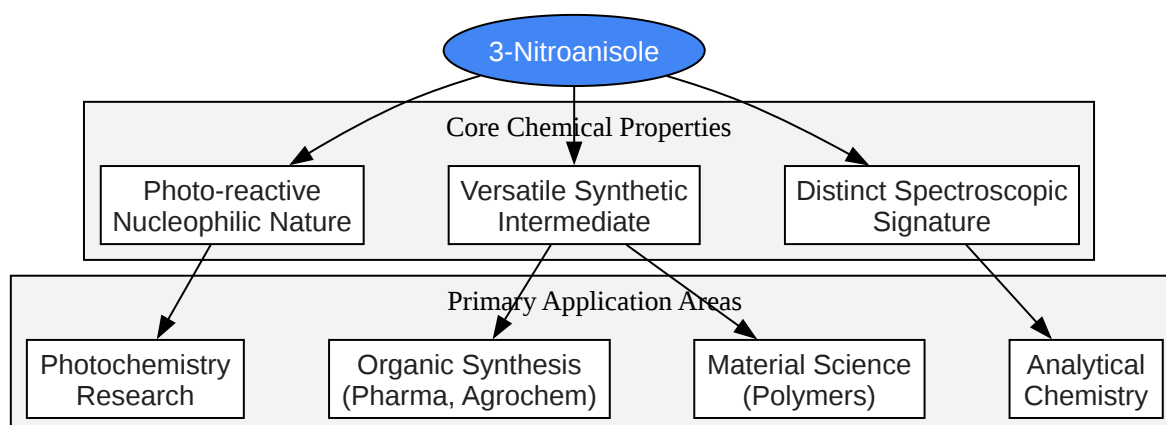 3-Nitroanisole
Core Chemical Properties
Photo-reactive
Nucleophilic Nature
Versatile Synthetic
Intermediate
Distinct Spectroscopic
Signature
Primary Application Areas
Photochemistry
Research
Organic Synthesis
(Pharma, Agrochem)
Material Science
(Polymers)
Analytical
Chemistry